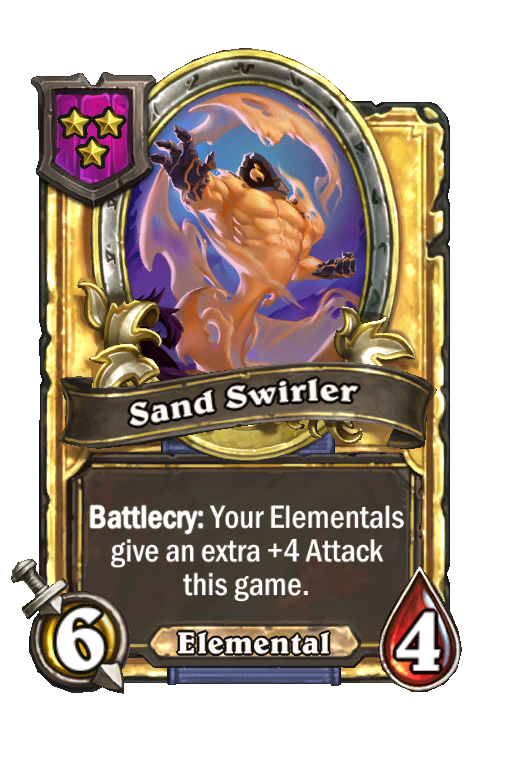 Sand Swirler
Battlecry: Your Elementals
give an extra +4 Attack
this game.
6
Elemental
4